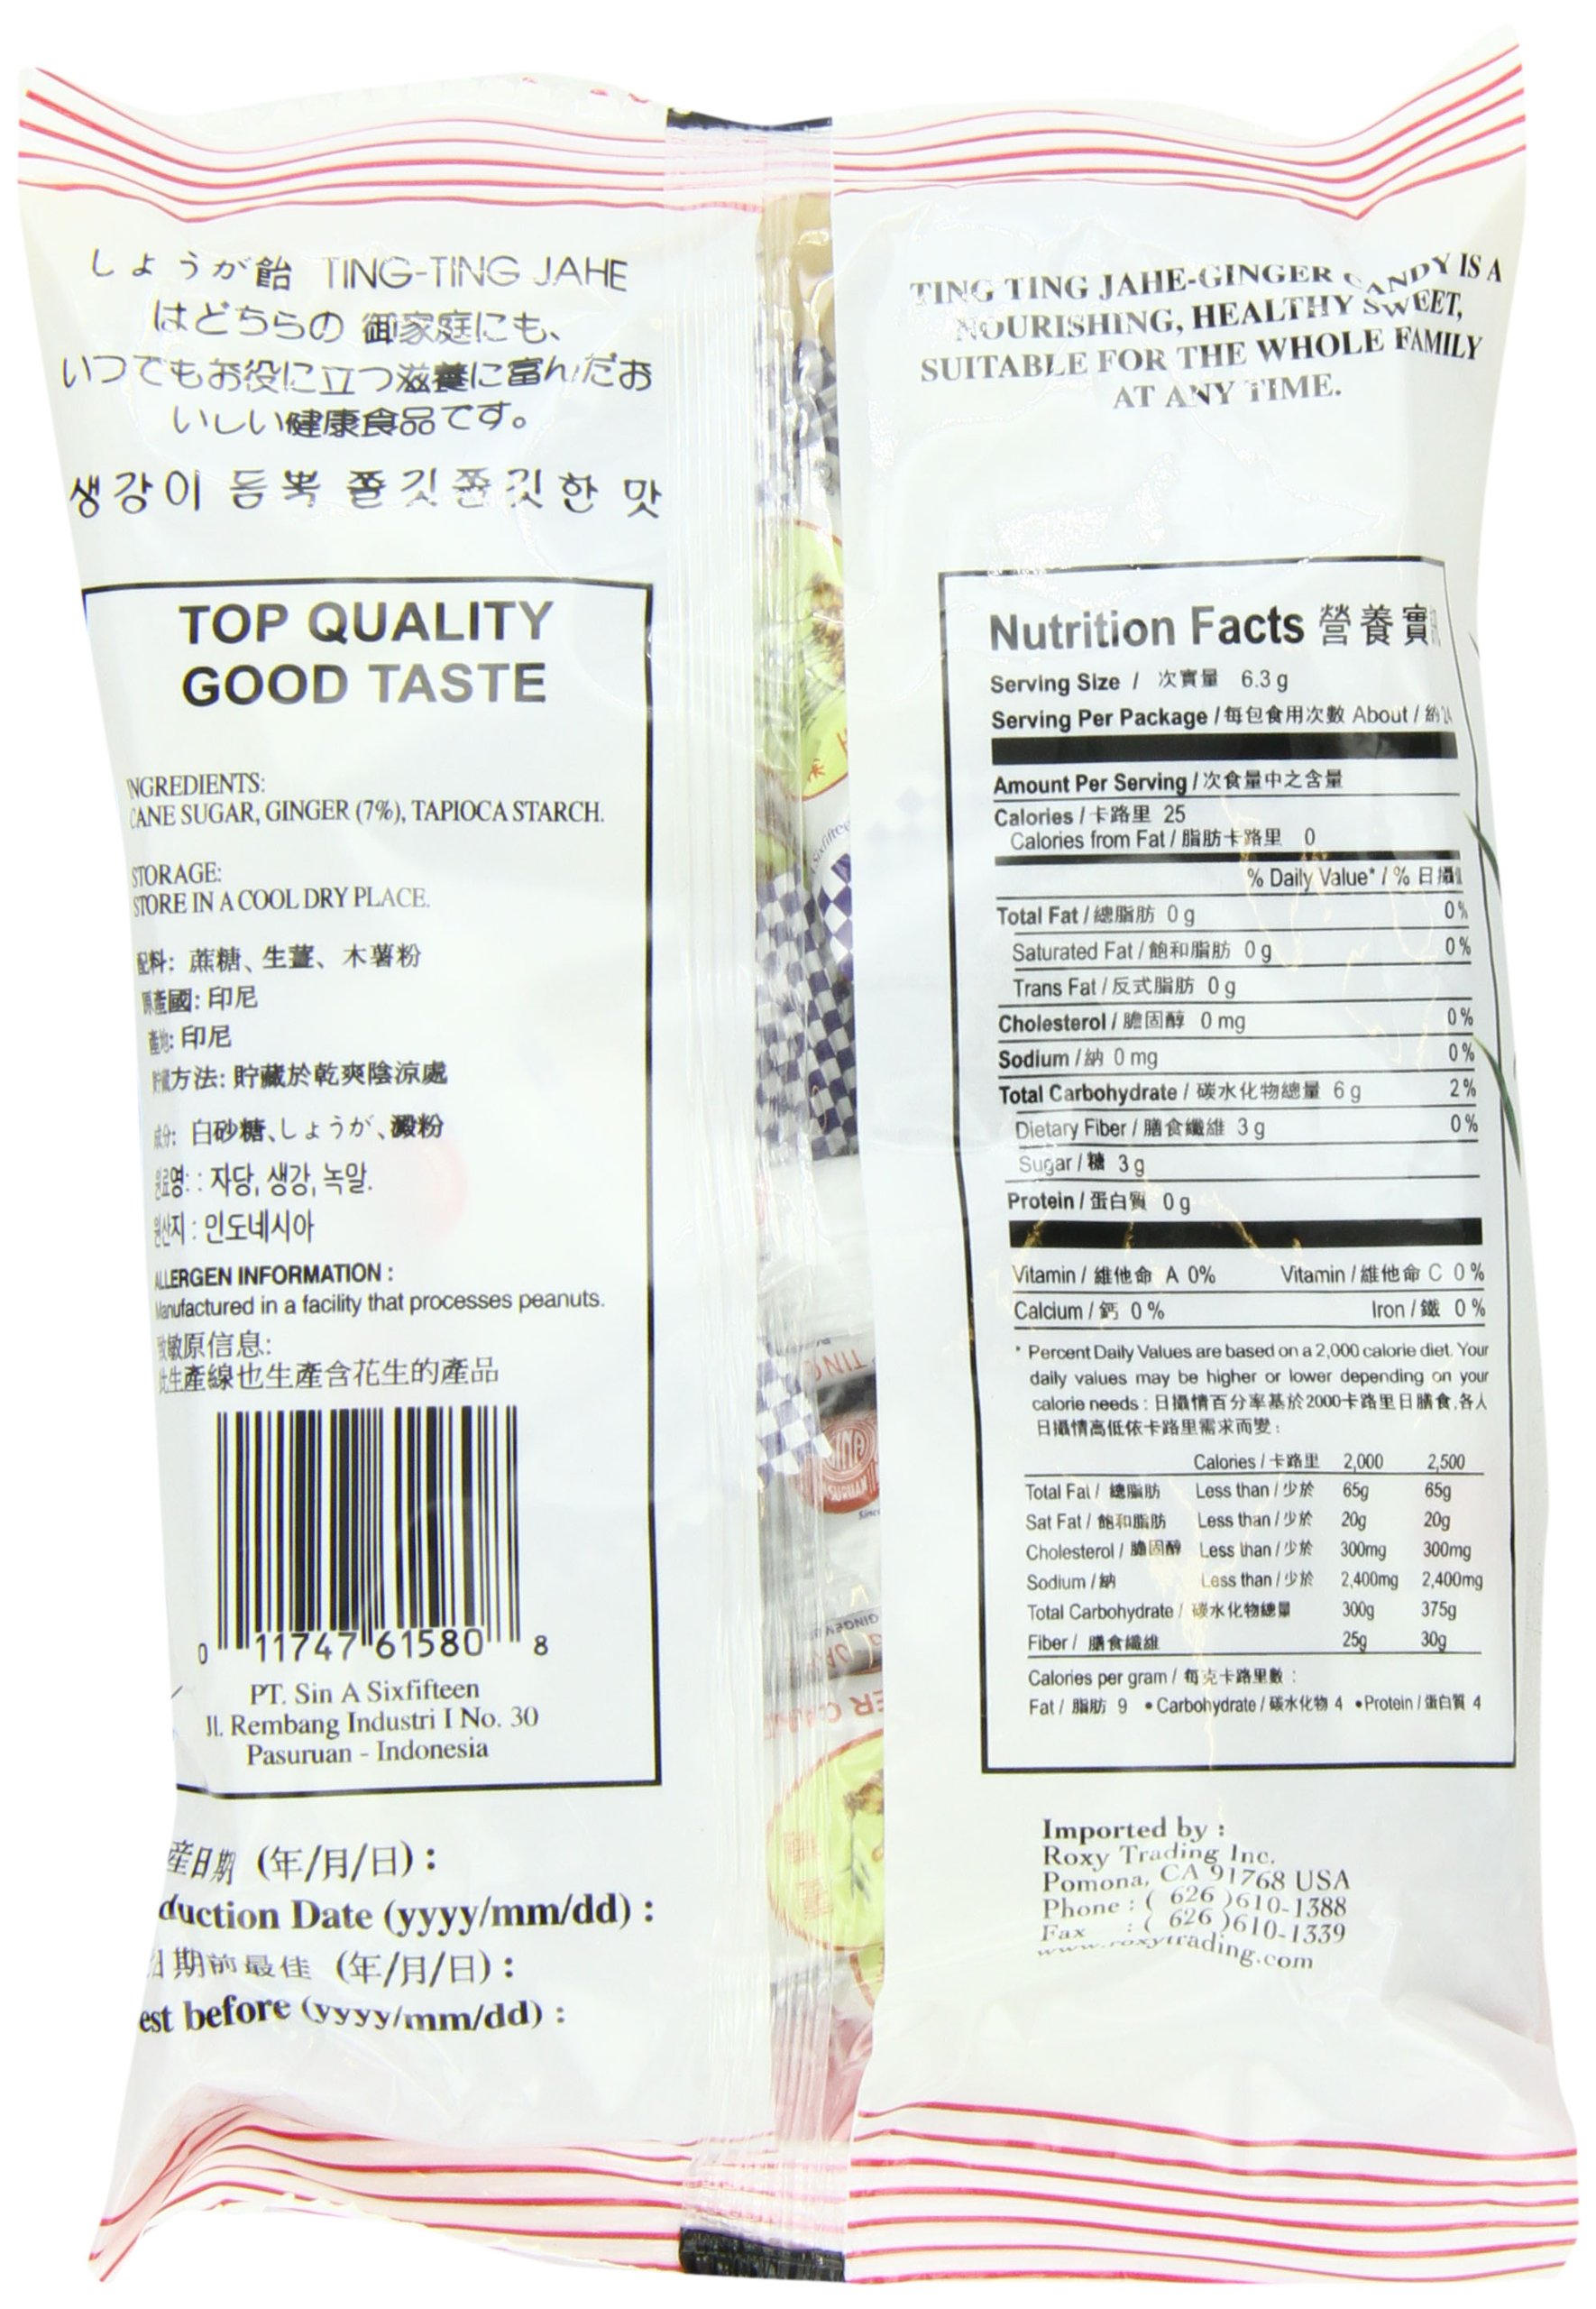 しょうが飴 TING-TING JAHE
はどちらの 御家庭にも、
いつでもお役に立つ滋養に富んだお
いしい健康食品です。
생강이 듬뿍 쫄깃쫄깃한 맛
TOP QUALITY
GOOD TASTE
INGREDIENTS:
CANE SUGAR, GINGER (7%), TAPIOCA STARCH.
STORAGE:
STORE IN A COOL DRY PLACE.
配料: 蔗糖、生薑、木薯粉
原產國: 印尼
產地: 印尼
貯藏方法: 貯藏於乾爽陰涼處
成分: 白砂糖、しょうが、澱粉
원료명: : 자당, 생강, 녹말.
원산지 : 인도네시아
ALLERGEN INFORMATION :
Manufactured in a facility that processes peanuts.
致敏原信息:
此生產線也生產含花生的產品
0 11747 61580 8
PT. Sin A Sixfifteen
Jl. Rembang Industri I No. 30
Pasuruan - Indonesia
産日期 (年/月/日) :
duction Date (yyyy/mm/dd) :
日期前最佳 (年/月/日) :
est before (yyyy/mm/dd) :
TING TING JAHE-GINGER CANDY IS A
NOURISHING, HEALTHY SWEET,
SUITABLE FOR THE WHOLE FAMILY
AT ANY TIME.
Nutrition Facts 營養實
Serving Size / 次實量 6.3 g
Serving Per Package / 每包食用次數 About / 約 24
Amount Per Serving / 次食量中之含量
Calories / 卡路里 25
Calories from Fat / 脂肪卡路里 0
% Daily Value* / % 日攝值
Total Fat / 總脂肪 0 g 0 %
Saturated Fat / 飽和脂肪 0 g 0 %
Trans Fat / 反式脂肪 0 g
Cholesterol / 膽固醇 0 mg 0 %
Sodium / 納 0 mg 0 %
Total Carbohydrate / 碳水化物總量 6 g 2 %
Dietary Fiber / 膳食纖維 3 g 0 %
Sugar / 糖 3 g
Protein / 蛋白質 0 g
Vitamin / 維他命 A 0% Vitamin / 維他命 C 0 %
Calcium / 鈣 0 % Iron / 鐵 0 %
* Percent Daily Values are based on a 2,000 calorie diet. Your
daily values may be higher or lower depending on your
calorie needs : 日攝情百分率基於2000卡路里日膳食,各人
日攝情高低依卡路里需求而變 :
Calories / 卡路里 2,000 2,500
Total Fat / 總脂肪 Less than / 少於 65g 65g
Sat Fat / 飽和脂肪 Less than / 少於 20g 20g
Cholesterol / 膽固醇 Less than / 少於 300mg 300mg
Sodium / 納 Less than / 少於 2,400mg 2,400mg
Total Carbohydrate / 碳水化物總量 300g 375g
Fiber / 膳食纖維 25g 30g
Calories per gram / 每克卡路里數 :
Fat / 脂肪 9 • Carbohydrate / 碳水化物 4 • Protein / 蛋白質 4
Imported by :
Roxy Trading Inc.
Pomona, CA 91768 USA
Phone : ( 626 )610-1388
Fax : ( 626 )610-1339
www.roxytrading.com